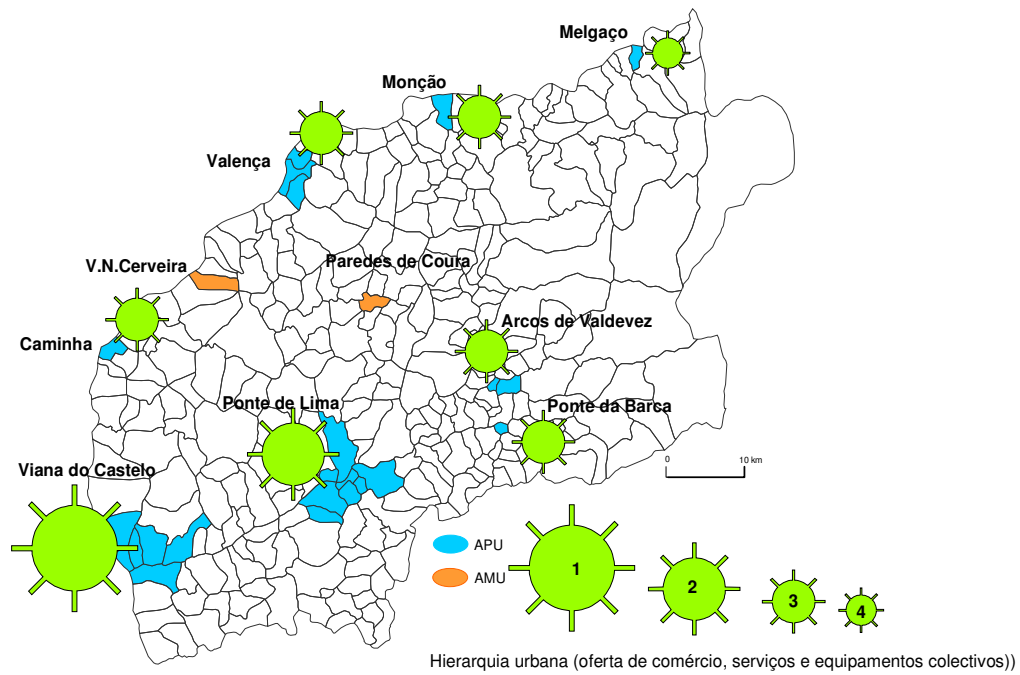 Melgaço
Monção
Valença
V.N.Cerveira
Paredes de Coura
Arcos de Valdevez
Caminha
Ponte de Lima
Ponte da Barca
Viana do Castelo
0 10 km
APU
AMU
1
2
3
4
Hierarquia urbana (oferta de comércio, serviços e equipamentos colectivos))